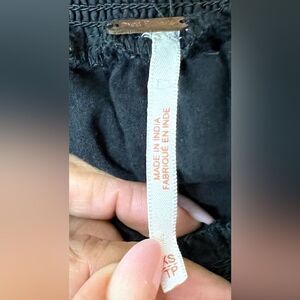 MADE IN INDIA
FABRIQUÉ EN INDE
XS
TP